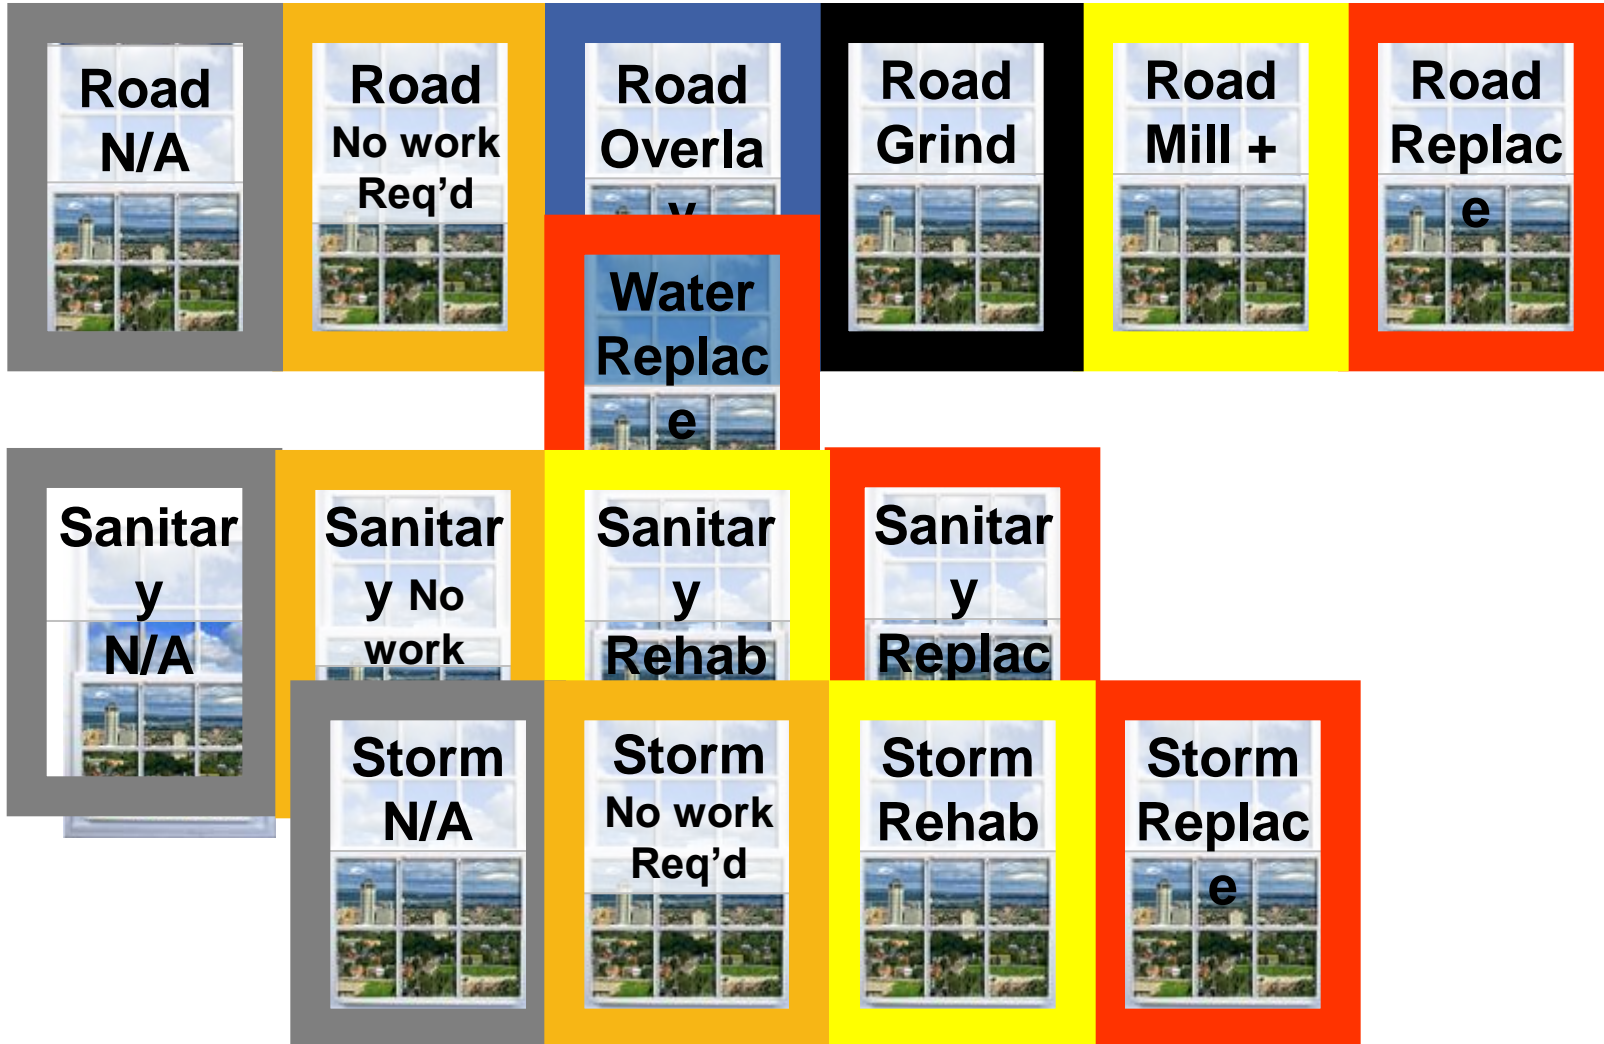 Road
N/A
Road
No work
Req’d
Road
Overla
y
Road
Grind
Road
Mill +
Road
Replac
e
Water
Replac
e
Sanitar
y
N/A
Sanitar
y No
work
Sanitar
y
Rehab
Sanitar
y
Replac
Storm
N/A
Storm
No work
Req’d
Storm
Rehab
Storm
Replac
e